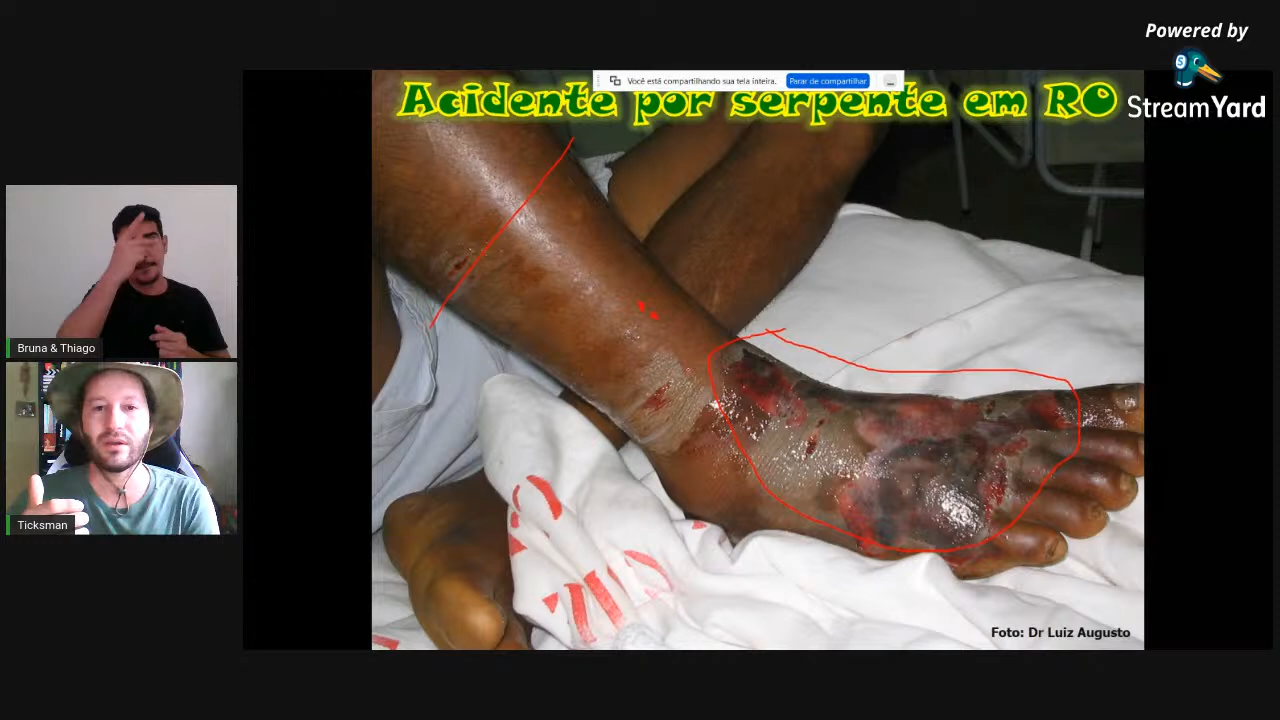 Powered by
StreamYard
Você está compartilhando sua tela inteira.
Parar de compartilhar
Acidente por serpente em RO
Bruna & Thiago
Ticksman
Foto: Dr Luiz Augusto